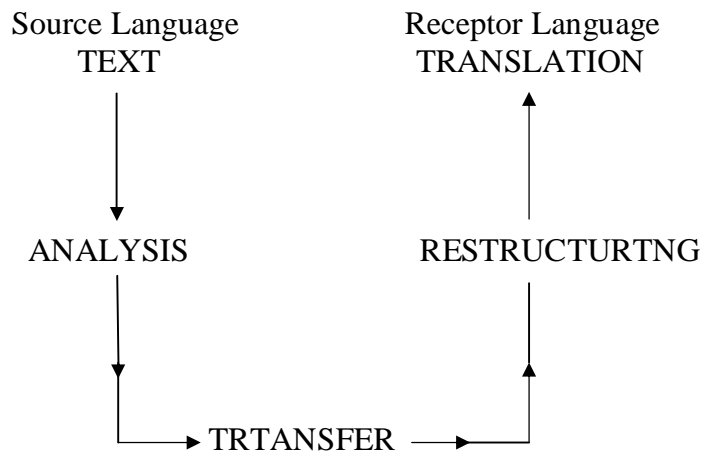 Source Language
TEXT
Receptor Language
TRANSLATION
ANALYSIS
RESTRUCTURTNG
TRTANSFER